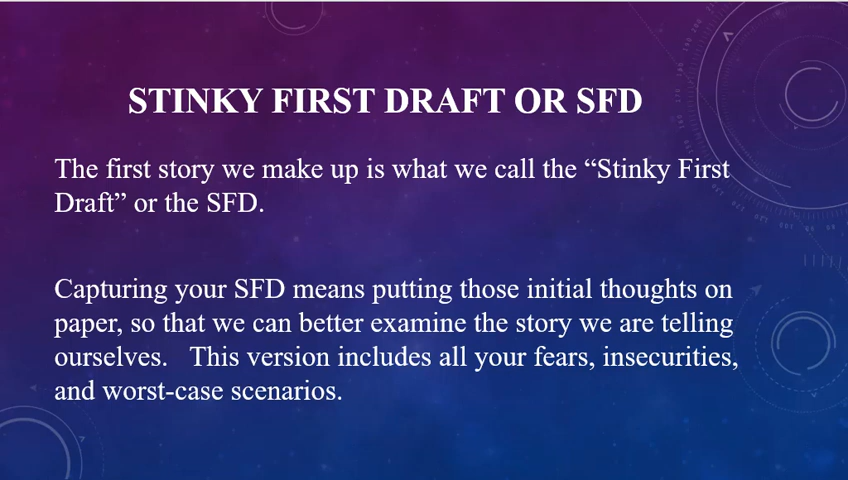 STINKY FIRST DRAFT OR SFD
The first story we make up is what we call the “Stinky First
Draft” or the SFD.
Capturing your SFD means putting those initial thoughts on
paper, so that we can better examine the story we are telling
ourselves.   This version includes all your fears, insecurities,
and worst-case scenarios.